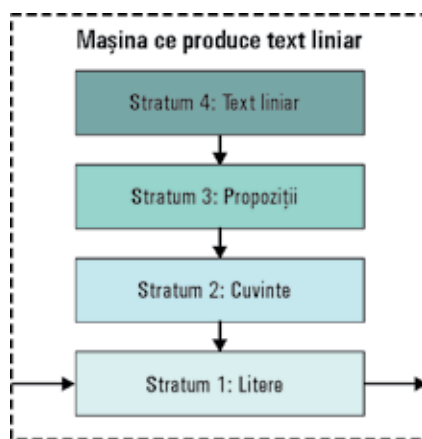 Mașina ce produce text liniar
Stratum 4: Text liniar
Stratum 3: Propoziții
Stratum 2: Cuvinte
Stratum 1: Litere